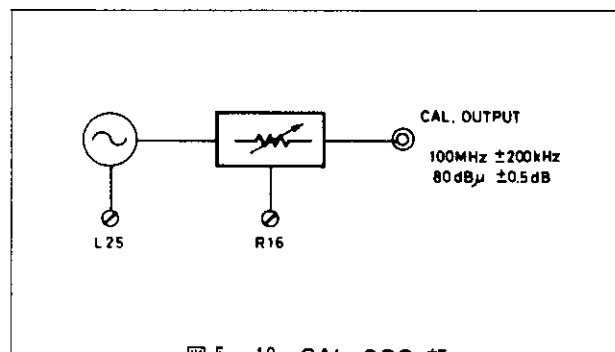 CAL. OUTPUT
100MHz ±200kHz
80dBμ ±0.5dB
L25
R16